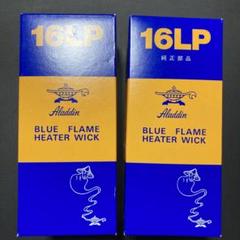 16LP
Aladdin
BLUE FLAME
HEATER WICK
16LP
純正部品
Aladdin
BLUE FLAME
HEATER WICK